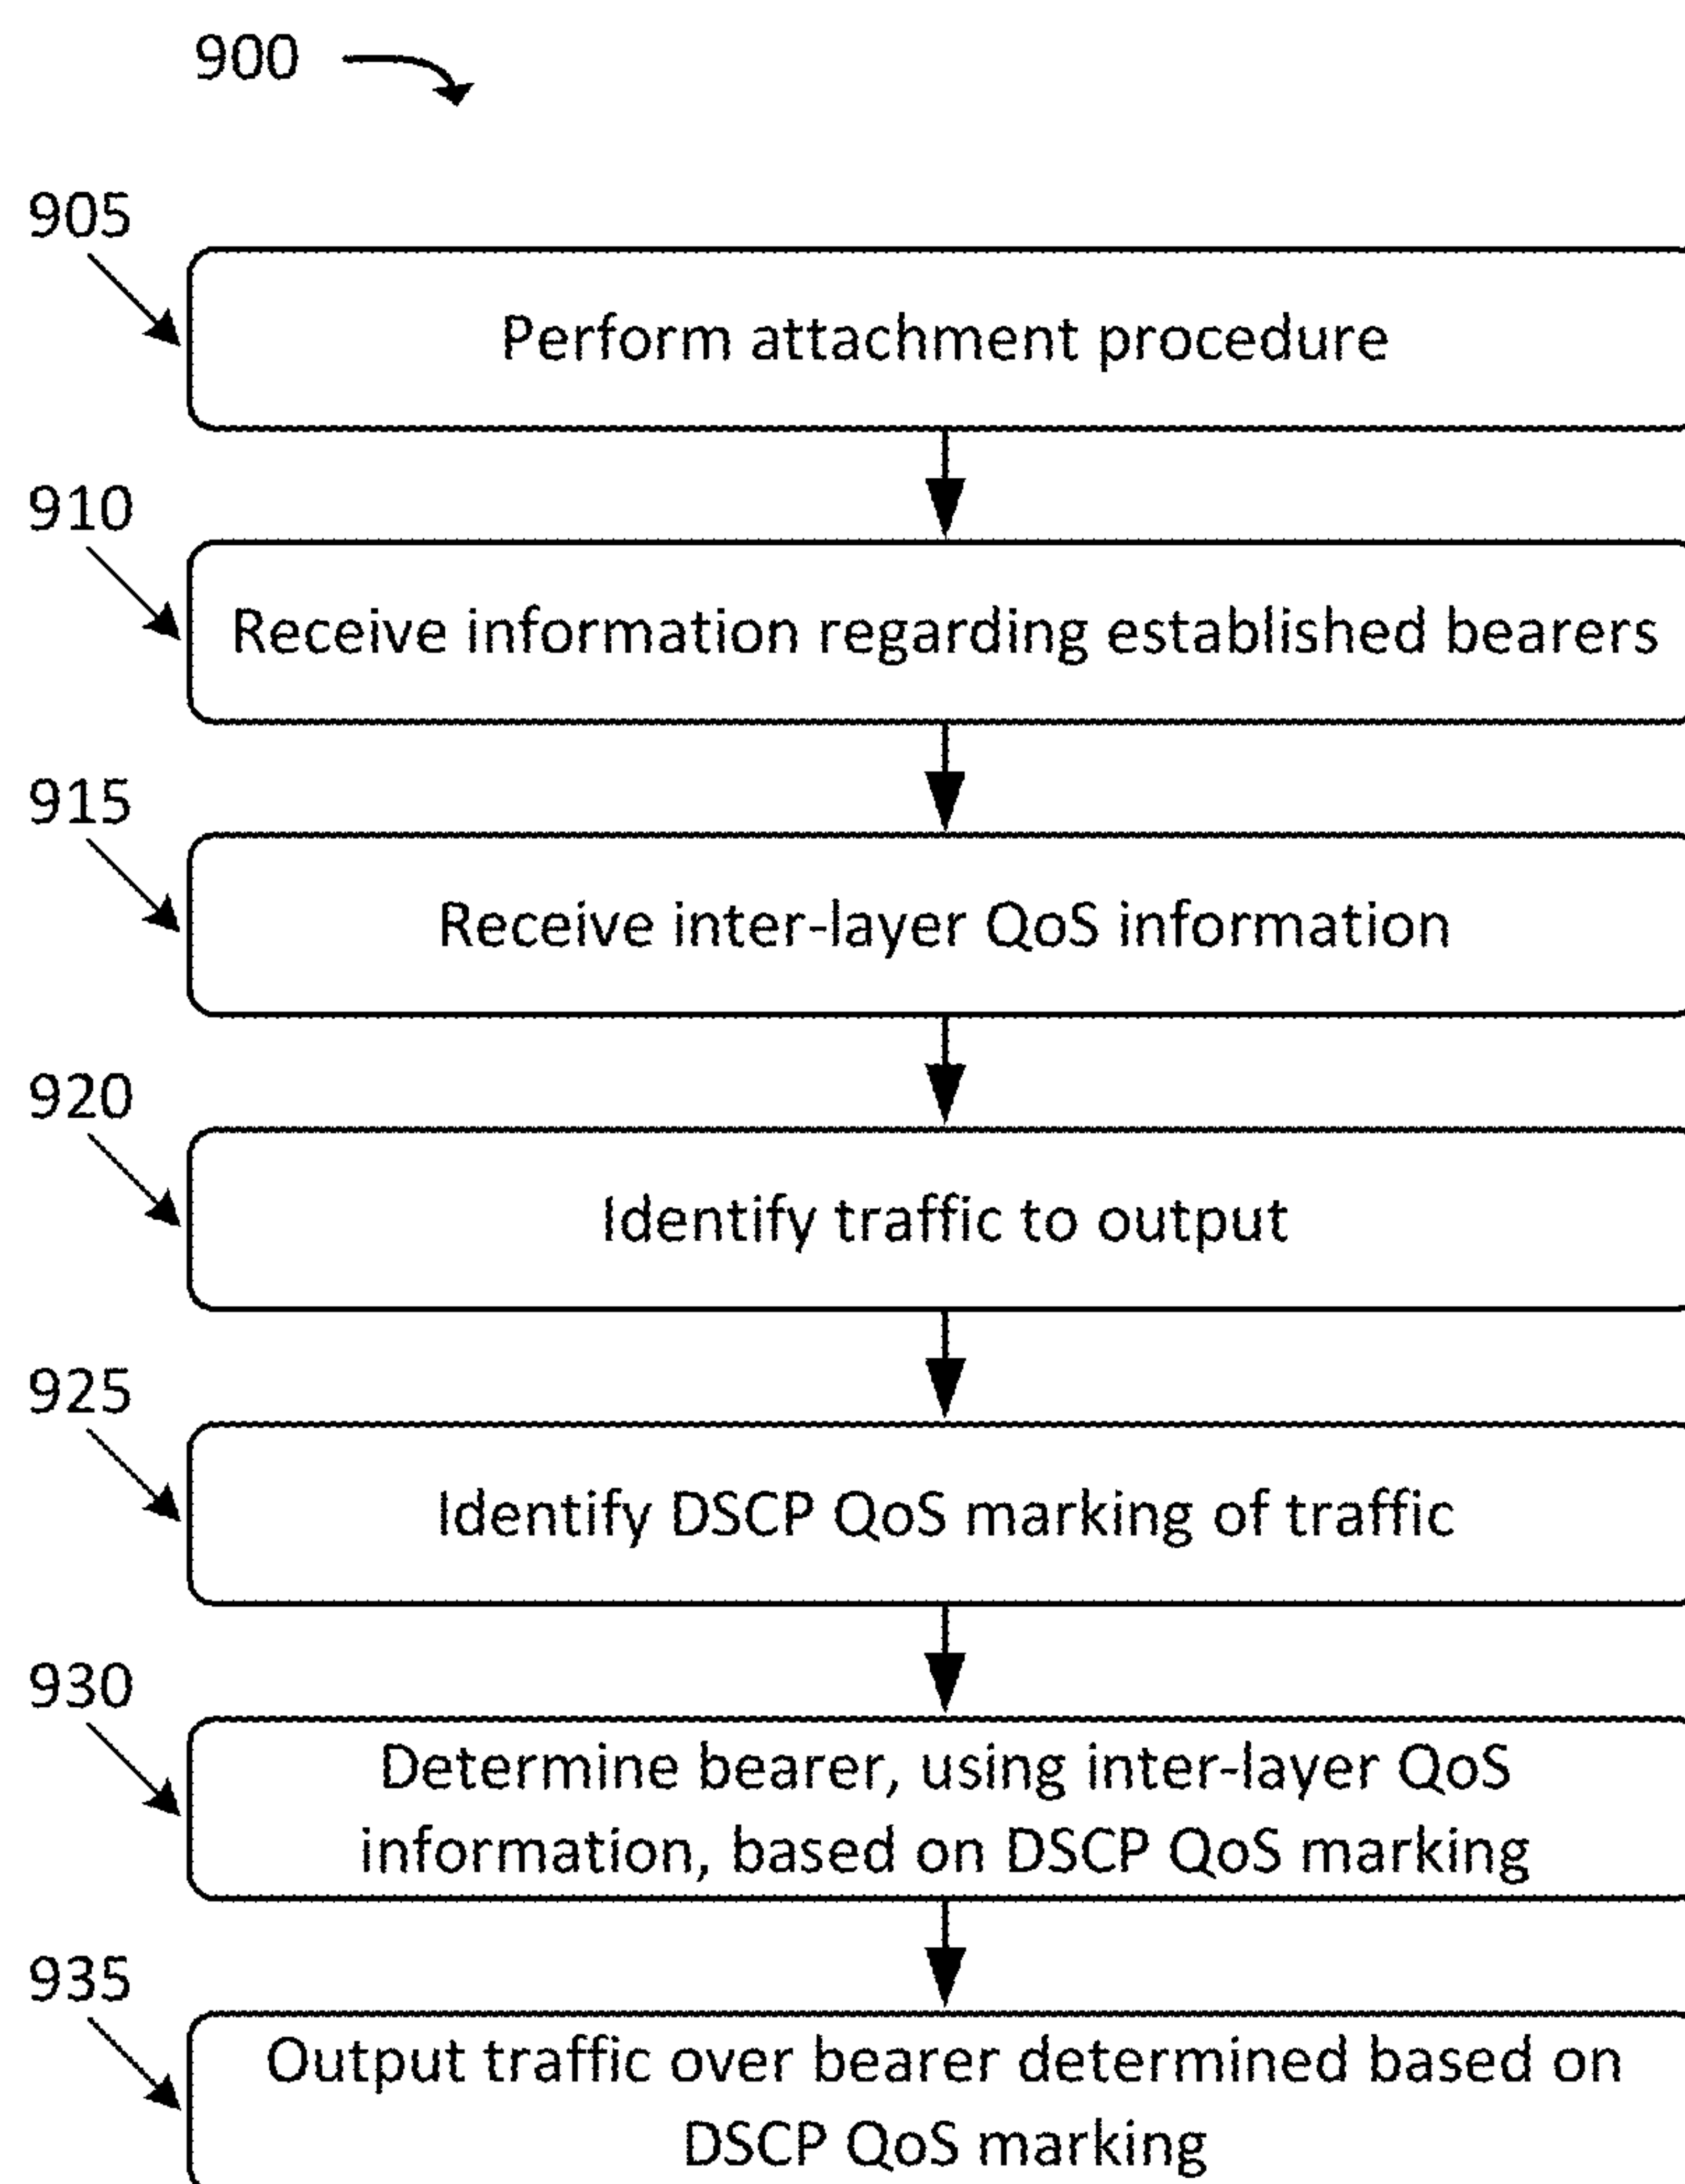 900
905
Perform attachment procedure
910
Receive information regarding established bearers
915
Receive inter-layer QoS information
920
Identify traffic to output
925
Identify DSCP QoS marking of traffic
930
Determine bearer, using inter-layer QoS
information, based on DSCP QoS marking
935
Output traffic over bearer determined based on
DSCP QoS marking